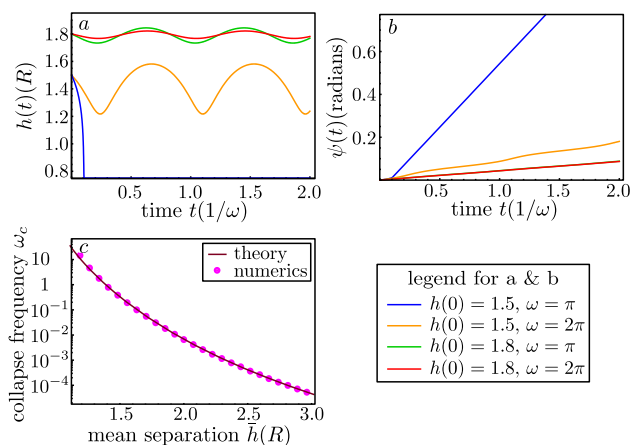 a
h(t)(R)
1.8
1.6
1.4
1.2
1.0
0.8
0.5
1.0
1.5
2.0
time t(1/ω)
b
ψ(t)(radians)
0.6
0.4
0.2
0.5
1.0
1.5
2.0
time t(1/ω)
c
collapse frequency ω_c
10
1
10⁻¹
10⁻²
10⁻³
10⁻⁴
theory
numerics
1.5
2.0
2.5
3.0
mean separation h̄(R)
legend for a & b
h(0) = 1.5, ω = π
h(0) = 1.5, ω = 2π
h(0) = 1.8, ω = π
h(0) = 1.8, ω = 2π